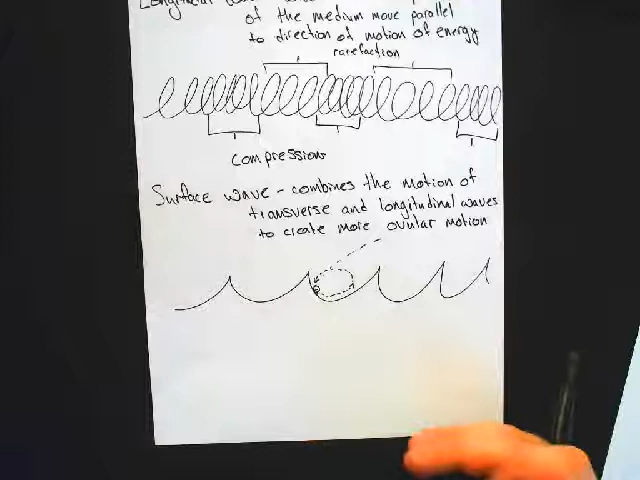 of the medium move parallel
to direction of motion of energy
rarefaction
compressions
Surface wave - combines the motion of
transverse and longitudinal waves
to create more ovular motion